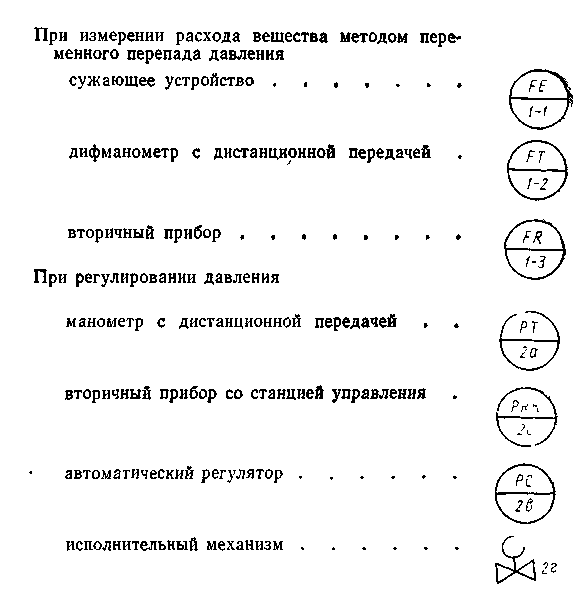 При измерении расхода вещества методом пере-
менного перепада давления
сужающее устройство . . . . . . .
FE
1-1
дифманометр с дистанционной передачей .
FT
1-2
вторичный прибор . . . . . . . .
FR
1-3
При регулировании давления
манометр с дистанционной передачей . .
PT
2а
вторичный прибор со станцией управления .
автоматический регулятор . . . . . .
PC
2в
исполнительный механизм . . . . . .
2г